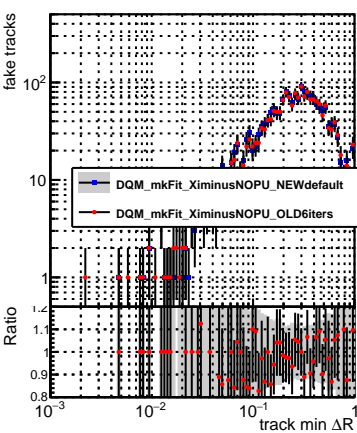 fake tracks
10²
10
1
DQM_mkFit_XiminusNOPU_NEWdefault
DQM_mkFit_XiminusNOPU_OLD6iters
Ratio
1.2
1.1
1
0.9
0.8
10⁻³ 10⁻² 10⁻¹ 1
track min ΔR